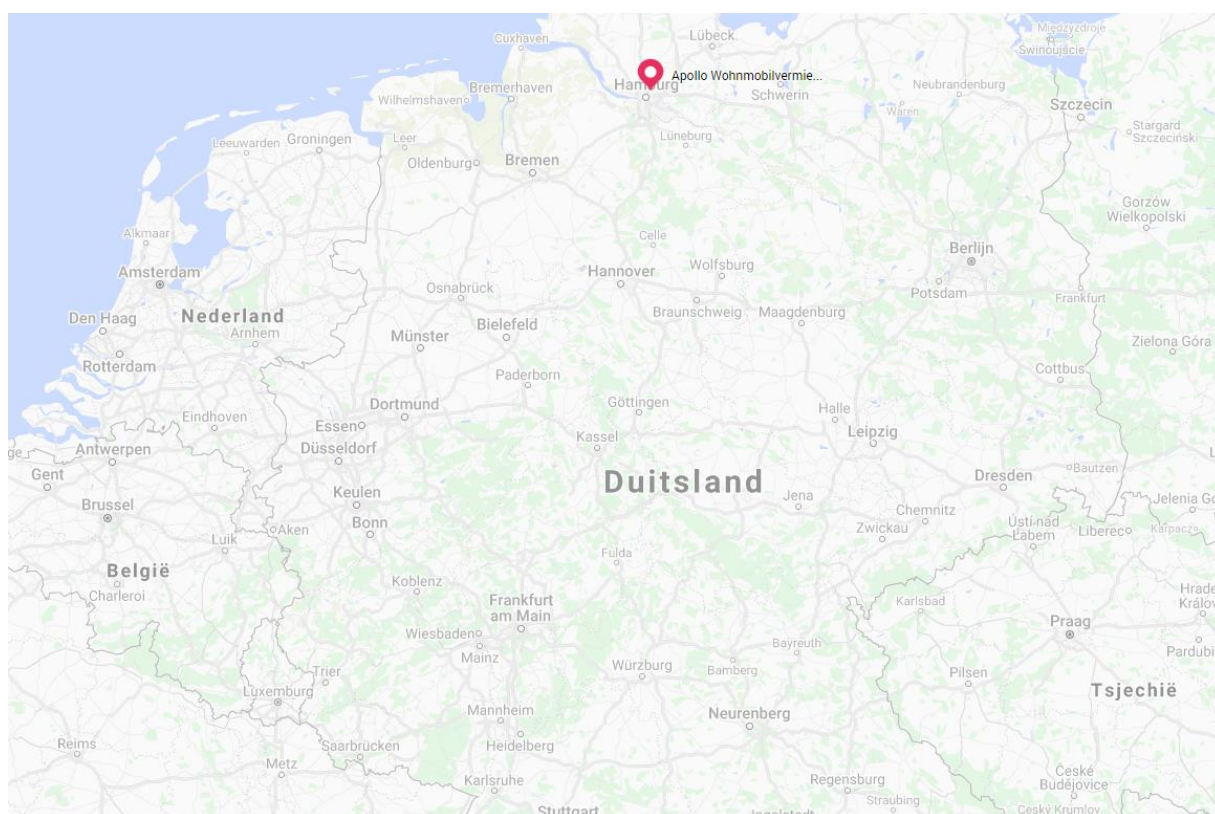 Międzyzdroje
Cuxhaven
Lübeck
Świnoujście
Apollo Wohnmobilvermie...
Hamburg
Bremerhaven
Schwerin
Neubrandenburg
Wilhelmshaven
Szczecin
Waren
Stargard
Szczeciński
Leeuwarden
Groningen
Leer
Lüneburg
Oldenburg
Bremen
Gorzów
Wielkopolski
Alkmaar
Celle
Berlijn
Amsterdam
Hannover
Wolfsburg
Osnabrück
Potsdam
Frankfurt
Den Haag
Nederland
Braunschweig
Maagdenburg
Arnhem
Münster
Bielefeld
Zielona Góra
Rotterdam
Paderborn
Cottbus
Eindhoven
Dortmund
Göttingen
Halle
Essen
Leipzig
Kassel
Antwerpen
Düsseldorf
Gent
Duitsland
Dresden
Bautzen
Keulen
Jena
Brussel
Chemnitz
Jelenia Gó
Bonn
Zwickau
Ústí nad
Labem
Liberec
Karpacz
Aken
Luik
Fulda
België
Koblenz
Charleroi
Frankfurt
am Main
Karlsbad
Hrade
Králov
Praag
Wiesbaden
Mainz
Bayreuth
Pardubi
Trier
Würzburg
Bamberg
Pilsen
Luxemburg
Tsjechië
Mannheim
Neurenberg
Reims
Saarbrücken
Heidelberg
Metz
Karlsruhe
Regensburg
České
Budějovice
Straubing
Stuttgart
Ingolstadt
Český Krumlov